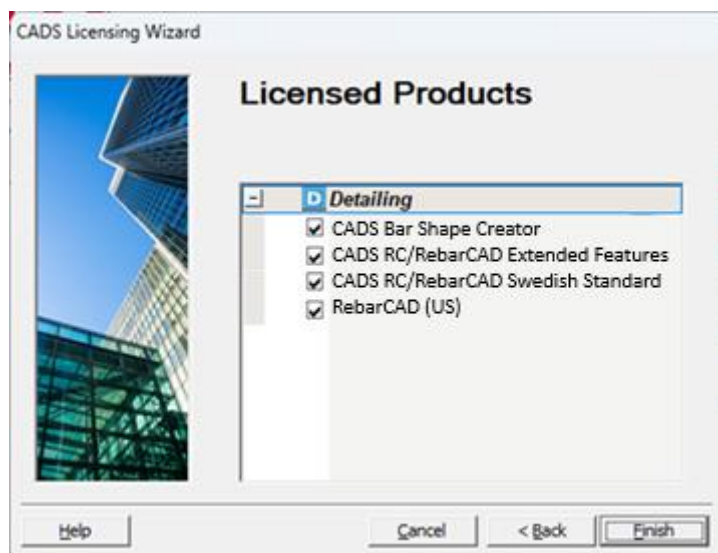 CADS Licensing Wizard
Licensed Products
D Detailing
CADS Bar Shape Creator
CADS RC/RebarCAD Extended Features
CADS RC/RebarCAD Swedish Standard
RebarCAD (US)
Help Cancel < Back Finish